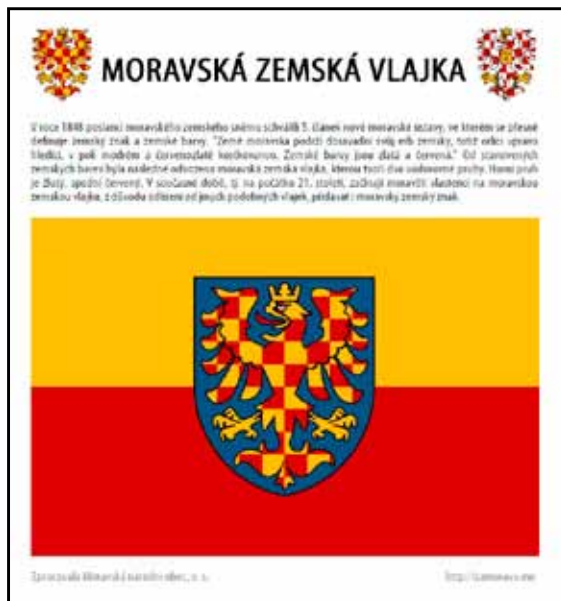 MORAVSKÁ ZEMSKÁ VLAJKA
V roce 1848 poslanci moravského zemského sněmu schválili 5. článek nové moravské ústavy, ve kterém se přesně
definuje zemský znak a zemské barvy. "Země moravská podrží dosavadní svůj erb zemský, totiž orlici vpravo
hledící, v poli modrém a červenozlatě kostkovanou. Zemské barvy jsou zlatá a červená." Od stanovených
zemských barev byla následně odvozena moravská zemská vlajka, kterou tvoří dva vodorovné pruhy. Horní pruh
je žlutý, spodní červený. V současné době, tj. na počátku 21. století, začínají moravští vlastenci na moravskou
zemskou vlajku, z důvodu odlišení od jiných podobných vlajek, přidávat i moravský zemský znak.
Zpracovala Moravská národní obec, o. s.